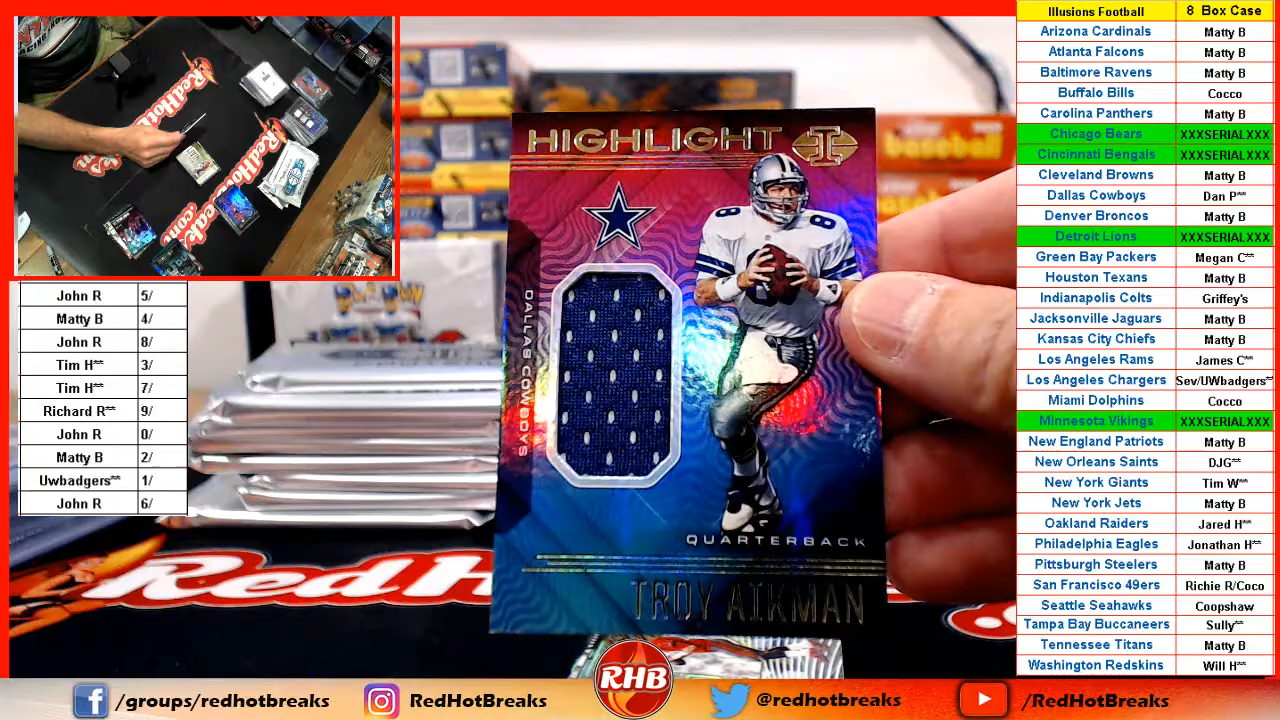 Illusions Football 8 Box Case
Arizona Cardinals Matty B
Atlanta Falcons Matty B
Baltimore Ravens Matty B
Buffalo Bills Cocco
Carolina Panthers Matty B
Chicago Bears XXXSERIALXXX
Cincinnati Bengals XXXSERIALXXX
Cleveland Browns Matty B
Dallas Cowboys Dan P**
Denver Broncos Matty B
Detroit Lions XXXSERIALXXX
Green Bay Packers Megan C**
Houston Texans Matty B
Indianapolis Colts Griffey's
Jacksonville Jaguars Matty B
Kansas City Chiefs Matty B
Los Angeles Rams James C**
Los Angeles Chargers Sev/UWbadgers**
Miami Dolphins Cocco
Minnesota Vikings XXXSERIALXXX
New England Patriots Matty B
New Orleans Saints DJG**
New York Giants Tim W**
New York Jets Matty B
Oakland Raiders Jared H**
Philadelphia Eagles Jonathan H**
Pittsburgh Steelers Matty B
San Francisco 49ers Richie R/Coco
Seattle Seahawks Coopshaw
Tampa Bay Buccaneers Sully**
Tennessee Titans Matty B
Washington Redskins Will H**
John R 5/
Matty B 4/
John R 8/
Tim H** 3/
Tim H** 7/
Richard R** 9/
John R 0/
Matty B 2/
Uwbadgers** 1/
John R 6/
HIGHLIGHT I
DALLAS COWBOYS
8 8
QUARTERBACK
TROY AIKMAN
baseball
RedH
RedHot
.com
RHB
/groups/redhotbreaks
RedHotBreaks
@redhotbreaks
/RedHotBreaks